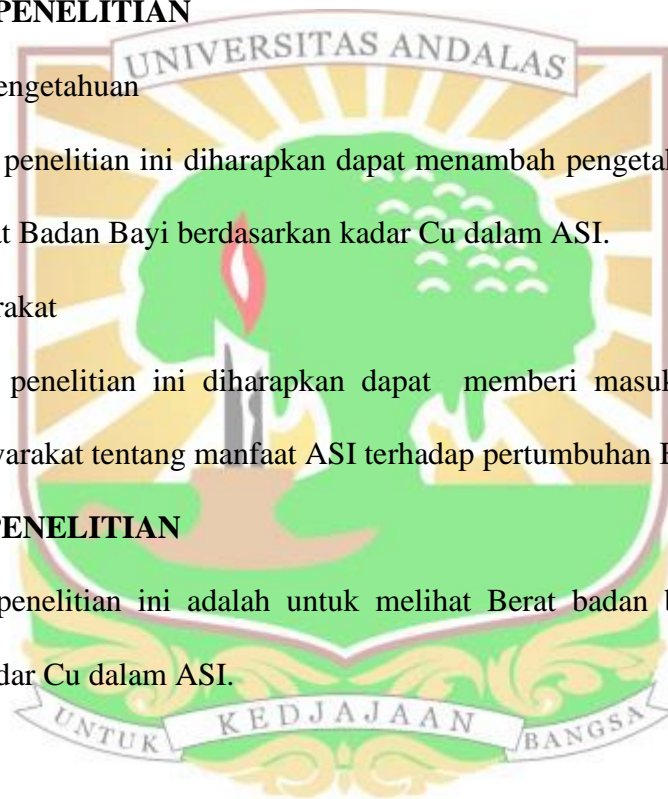 PENELITIAN
UNIVERSITAS ANDALAS
engetahuan
penelitian ini diharapkan dapat menambah
at Badan Bayi berdasarkan kadar Cu dalam ASI.
rakat
penelitian ini diharapkan dapat memberi
yarakat tentang manfaat ASI terhadap pertumbuhan
PENELITIAN
penelitian ini adalah untuk melihat Berat badan
dar Cu dalam ASI.
UNTUK KEDJAJAAN BANGSA